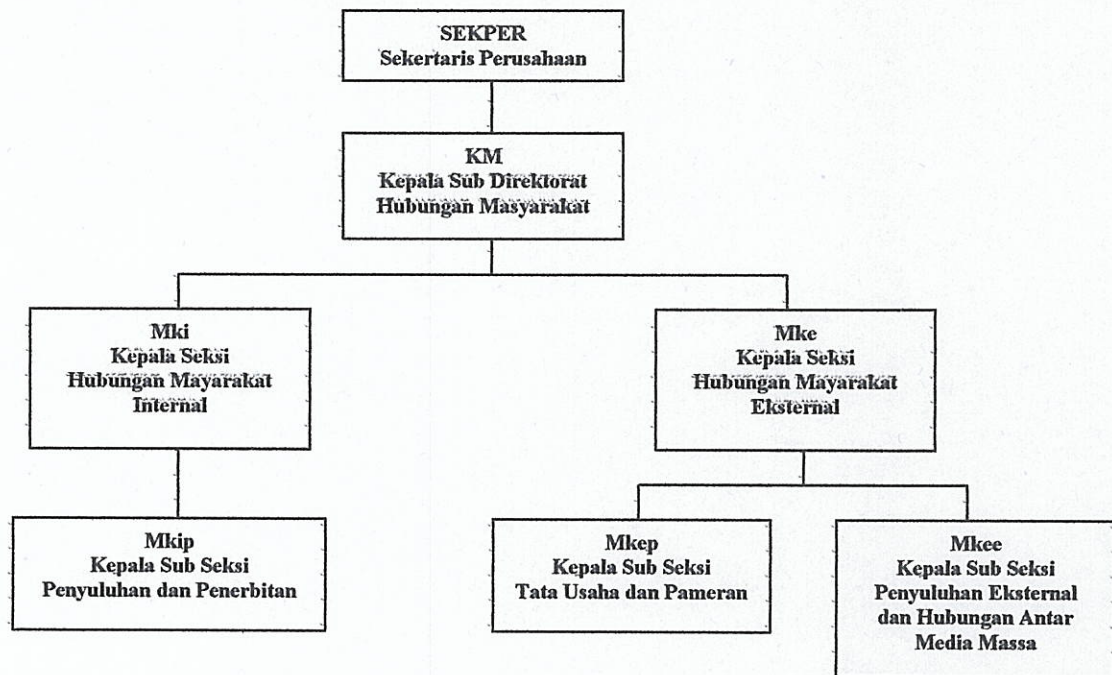 SEKPER
Sekertaris Perusahaan
KM
Kepala Sub Direktorat
Hubungan Masyarakat
Mki
Kepala Seksi
Hubungan Mayarakat
Internal
Mke
Kepala Seksi
Hubungan Mayarakat
Eksternal
Mkip
Kepala Sub Seksi
Penyuluhan dan Penerbitan
Mkep
Kepala Sub Seksi
Tata Usaha dan Pameran
Mkee
Kepala Sub Seksi
Penyuluhan Eksternal
dan Hubungan Antar
Media Massa